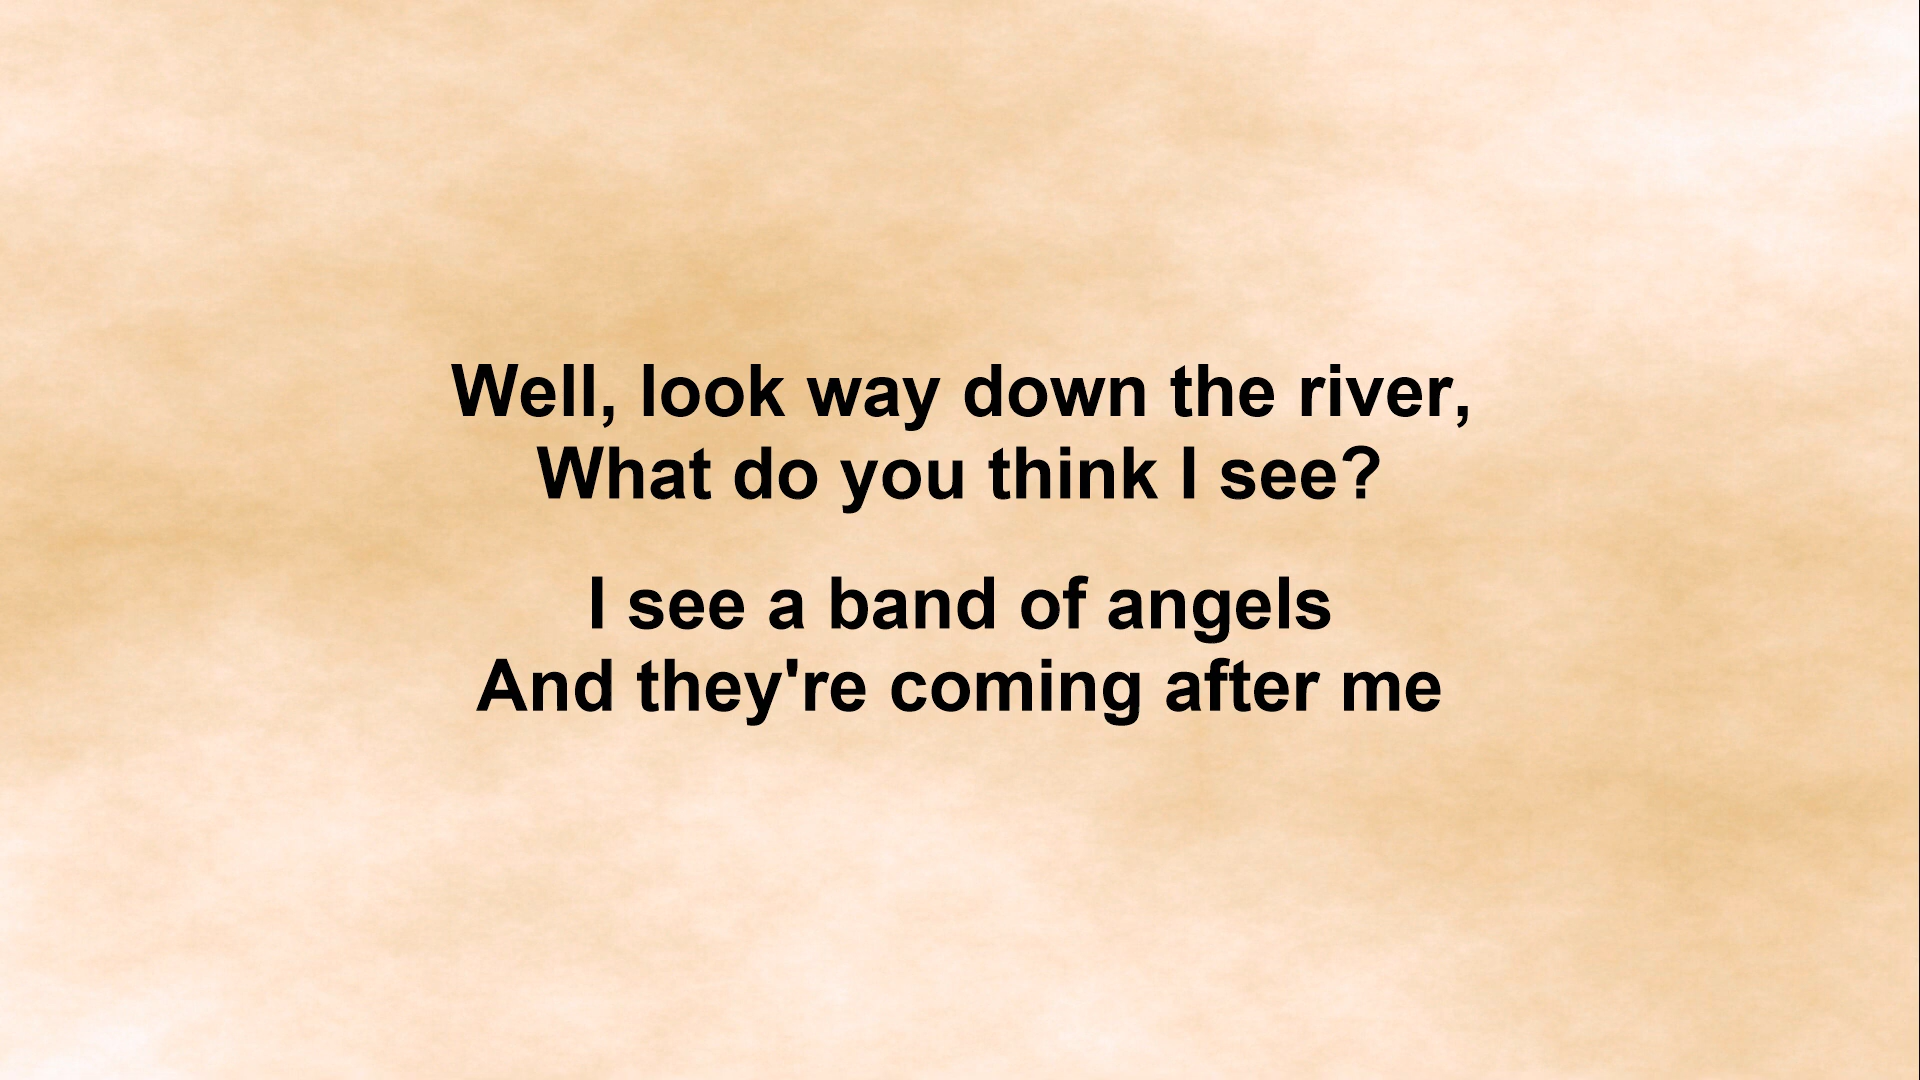 Well, look way down the river,
What do you think I see?
I see a band of angels
And they're coming after me